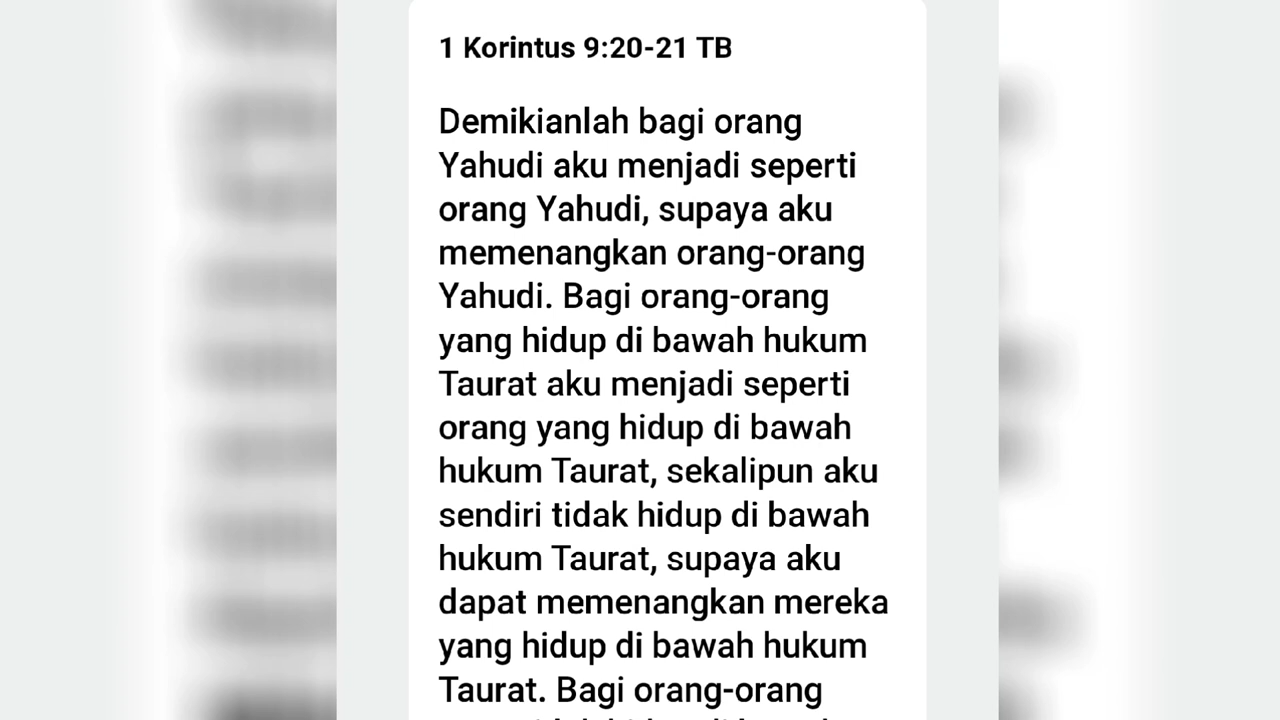 1 Korintus 9:20-21 TB
Demikianlah bagi orang
Yahudi aku menjadi seperti
orang Yahudi, supaya aku
memenangkan orang-orang
Yahudi. Bagi orang-orang
yang hidup di bawah hukum
Taurat aku menjadi seperti
orang yang hidup di bawah
hukum Taurat, sekalipun aku
sendiri tidak hidup di bawah
hukum Taurat, supaya aku
dapat memenangkan mereka
yang hidup di bawah hukum
Taurat. Bagi orang-orang